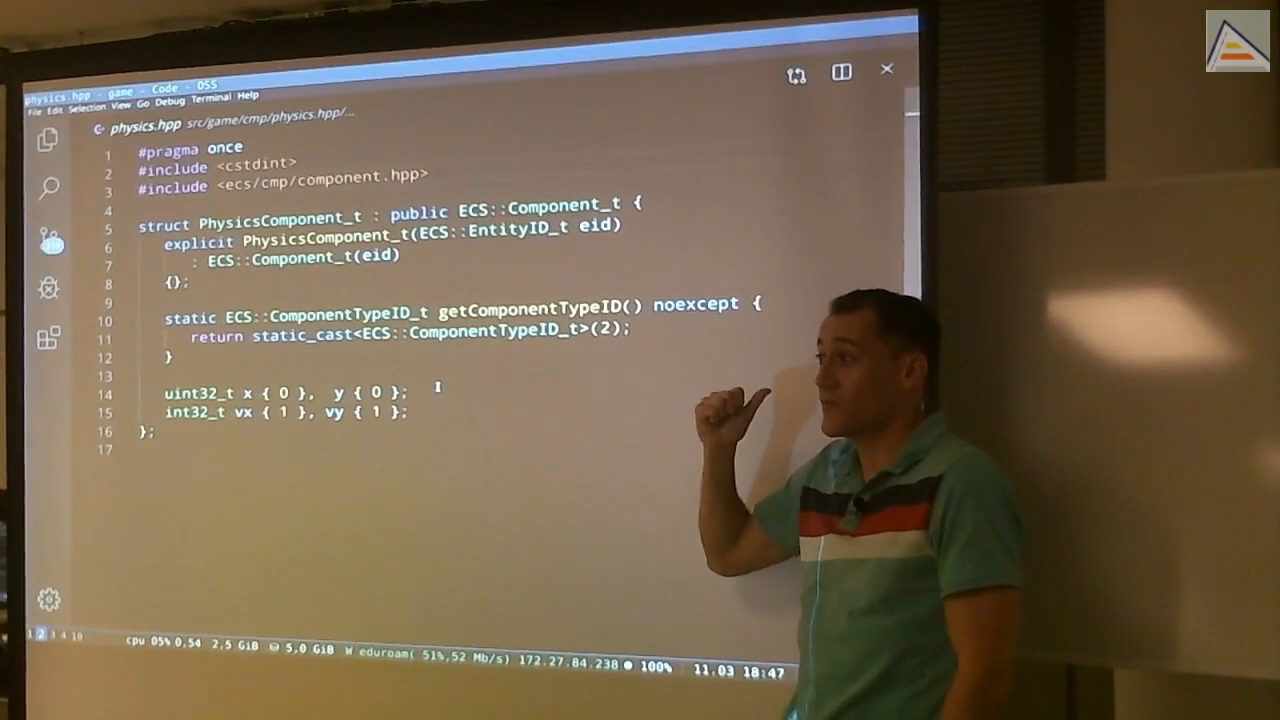 physics.hpp - game - Code - OSS
File Edit Selection View Go Debug Terminal Help
physics.hpp src/game/cmp/physics.hpp/...
1 #pragma once
2 #include <cstdint>
3 #include <ecs/cmp/component.hpp>
4
5 struct PhysicsComponent_t : public ECS::Component_t {
6 explicit PhysicsComponent_t(ECS::EntityID_t eid)
7 : ECS::Component_t(eid)
8 {};
9
10 static ECS::ComponentTypeID_t getComponentTypeID() noexcept {
11 return static_cast<ECS::ComponentTypeID_t>(2);
12 }
13
14 uint32_t x { 0 }, y { 0 };
15 int32_t vx { 1 }, vy { 1 };
16 };
17
1 2 3 4 10 cpu 05% 0,54 2,5 GiB 5,0 GiB W eduroam( 51%,52 Mb/s) 172.27.84.238 100% 11.03 18:47